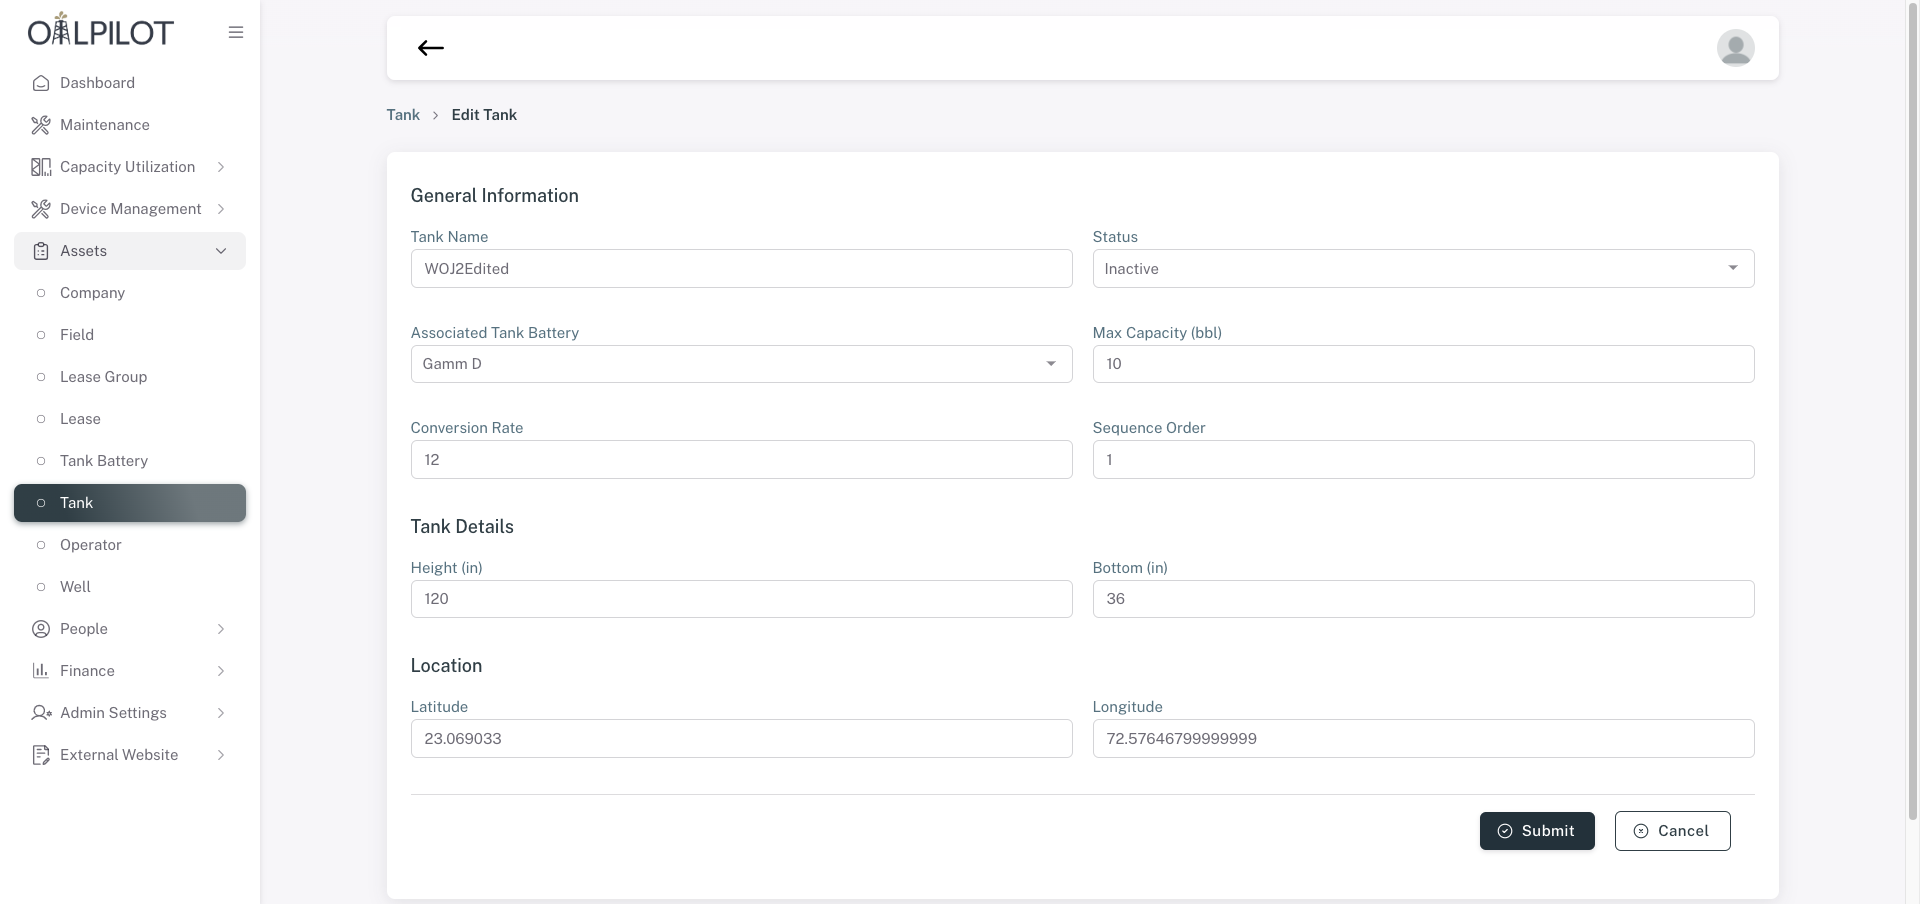 OILPILOT
Dashboard
Maintenance
Capacity Utilization
Device Management
Assets
Company
Field
Lease Group
Lease
Tank Battery
Tank
Operator
Well
People
Finance
Admin Settings
External Website
Tank > Edit Tank
General Information
Tank Name
WOJ2Edited
Status
Inactive
Associated Tank Battery
Gamm D
Max Capacity (bbl)
10
Conversion Rate
12
Sequence Order
1
Tank Details
Height (in)
120
Bottom (in)
36
Location
Latitude
23.069033
Longitude
72.57646799999999
Submit
Cancel